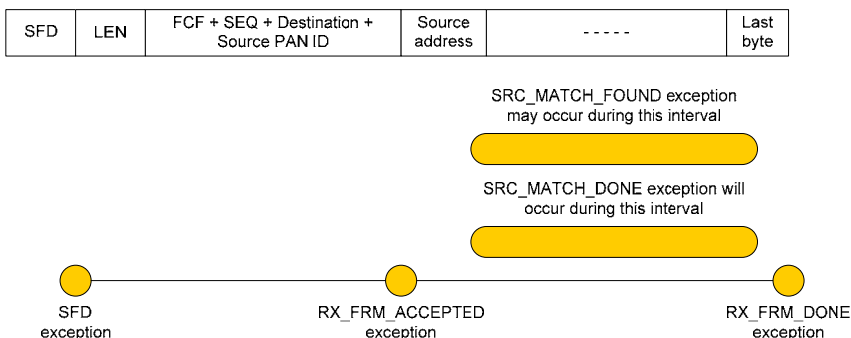 SFD
LEN
FCF + SEQ + Destination +
Source PAN ID
Source
address
- - - - -
Last
byte
SRC_MATCH_FOUND exception
may occur during this interval
SRC_MATCH_DONE exception will
occur during this interval
SFD
exception
RX_FRM_ACCEPTED
exception
RX_FRM_DONE
exception